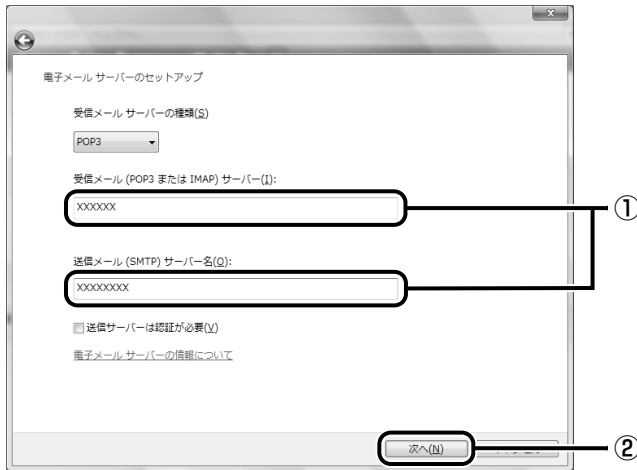 電子メール サーバーのセットアップ
受信メール サーバーの種類(S)
POP3
受信メール (POP3 または IMAP) サーバー(I):
XXXXXX
①
送信メール (SMTP) サーバー名(O):
XXXXXXXX
送信サーバーは認証が必要(V)
電子メール サーバーの情報について
次へ(N)
②